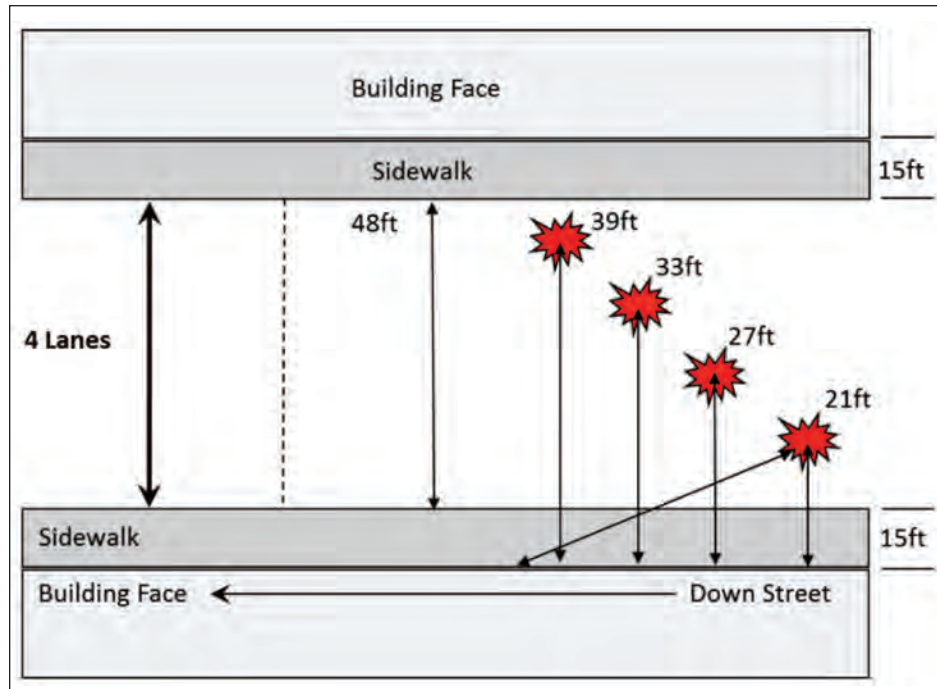 Building Face
Sidewalk
15ft
48ft
39ft
33ft
4 Lanes
27ft
21ft
Sidewalk
15ft
Building Face
Down Street